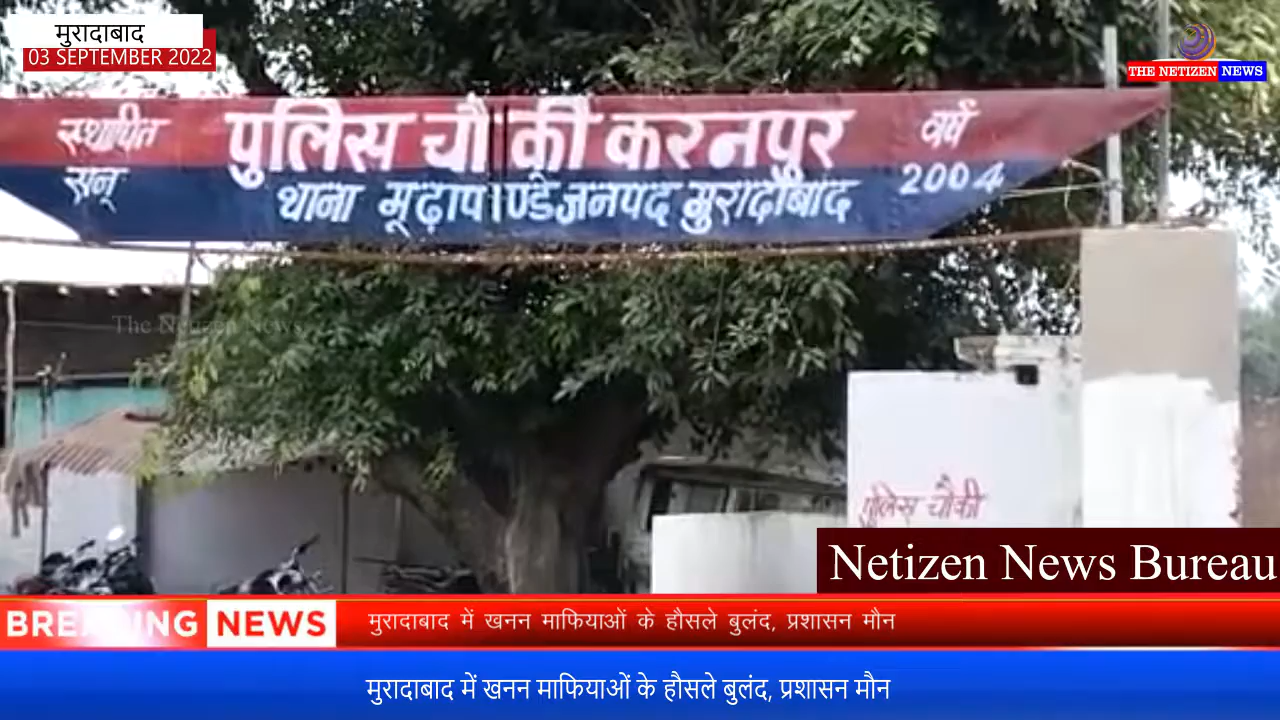 मुरादाबाद
03 SEPTEMBER 2022
THE NETIZEN NEWS
स्थापित पुलिस चौकी करनपुर वर्ष
सन् थाना मूढ़ापाण्डे जनपद मुरादाबाद 2004
The Netizen News
पुलिस चौकी
Netizen News Bureau
BREAKING NEWS मुरादाबाद में खनन माफियाओं के हौसले बुलंद, प्रशासन मौन
मुरादाबाद में खनन माफियाओं के हौसले बुलंद, प्रशासन मौन